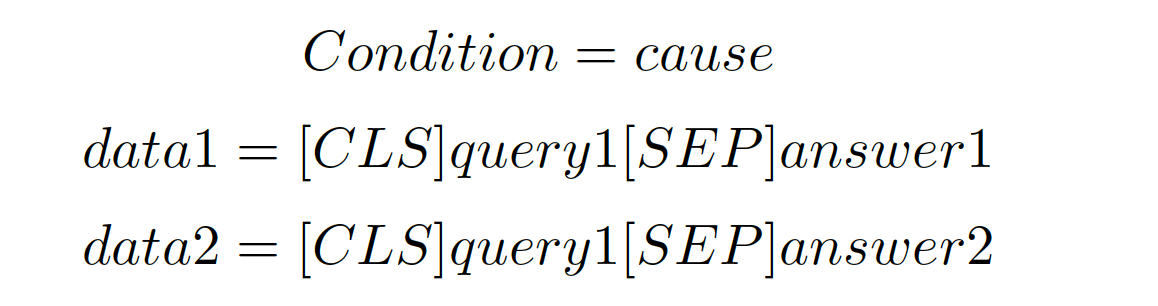 Condition = cause
data1 = [CLS]query1[SEP]answer1
data2 = [CLS]query1[SEP]answer2